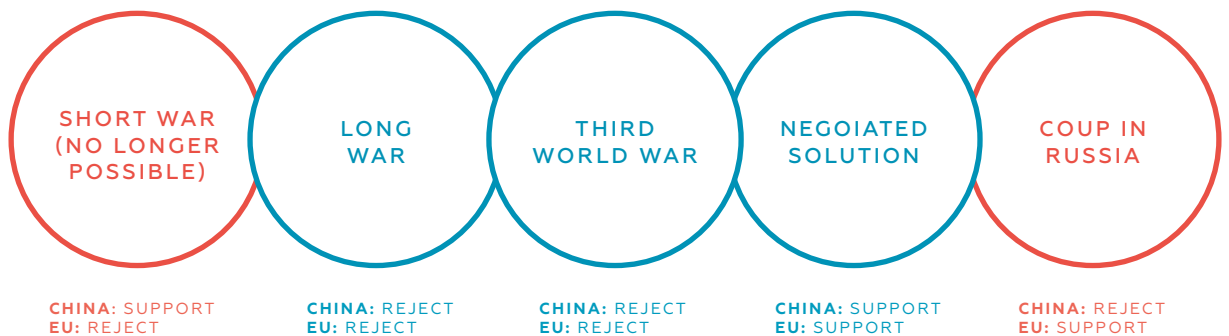 SHORT WAR
(NO LONGER
POSSIBLE)
LONG
WAR
THIRD
WORLD WAR
NEGOIATED
SOLUTION
COUP IN
RUSSIA
CHINA: SUPPORT
EU: REJECT
CHINA: REJECT
EU: REJECT
CHINA: REJECT
EU: REJECT
CHINA: SUPPORT
EU: SUPPORT
CHINA: REJECT
EU: SUPPORT